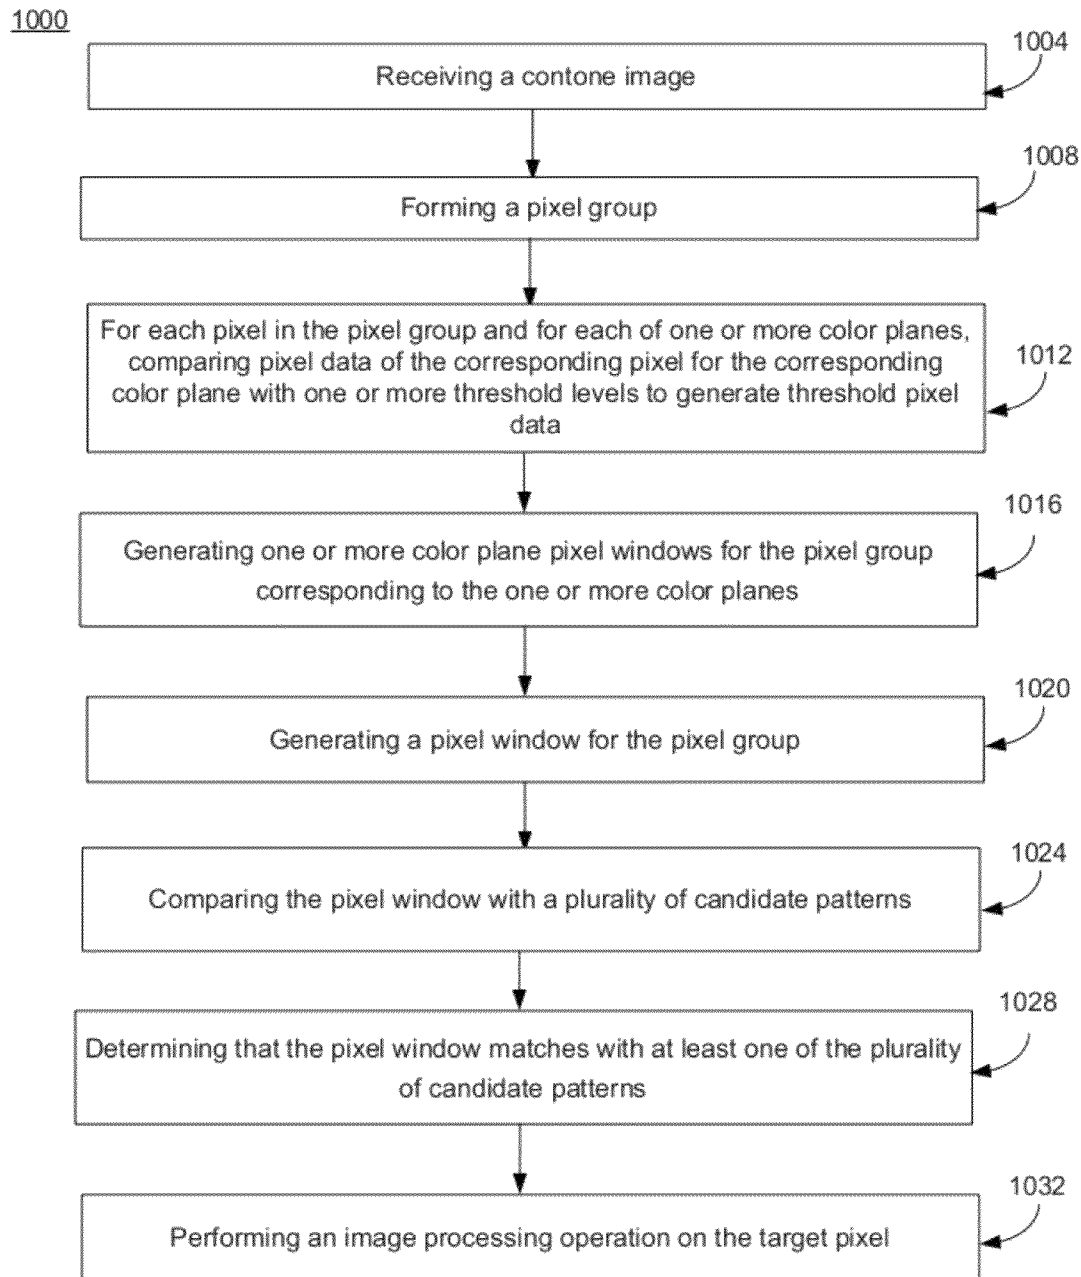 1000
1004
Receiving a contone image
1008
Forming a pixel group
For each pixel in the pixel group and for each of one or more color planes,
comparing pixel data of the corresponding pixel for the corresponding
color plane with one or more threshold levels to generate threshold pixel
data
1012
1016
Generating one or more color plane pixel windows for the pixel group
corresponding to the one or more color planes
1020
Generating a pixel window for the pixel group
1024
Comparing the pixel window with a plurality of candidate patterns
1028
Determining that the pixel window matches with at least one of the plurality
of candidate patterns
1032
Performing an image processing operation on the target pixel